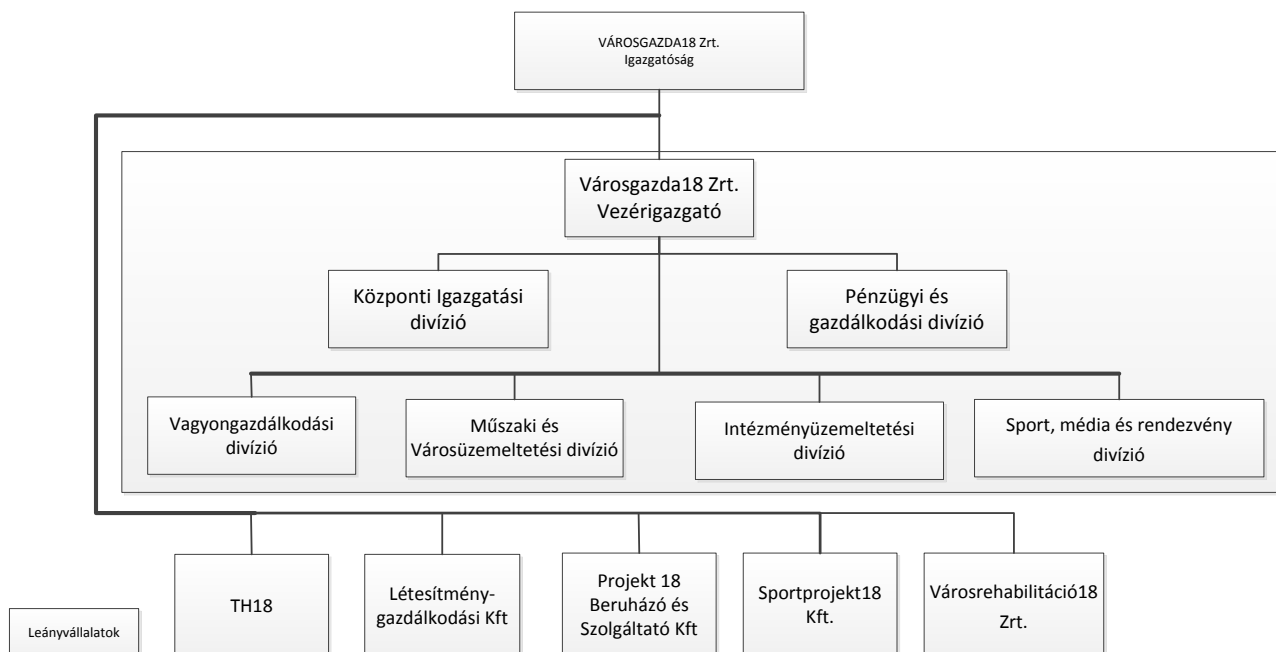 VÁROSGAZDA18 Zrt.
Igazgatóság
Városgazda18 Zrt.
Vezérigazgató
Központi Igazgatási
divízió
Pénzügyi és
gazdálkodási divízió
Vagyongazdálkodási
divízió
Műszaki és
Városüzemeltetési divízió
Intézményüzemeltetési
divízió
Sport, média és rendezvény
divízió
TH18
Létesítmény-
gazdálkodási Kft
Projekt 18
Beruházó és
Szolgáltató Kft
Sportprojekt18
Kft.
Városrehabilitáció18
Zrt.
Leányvállalatok